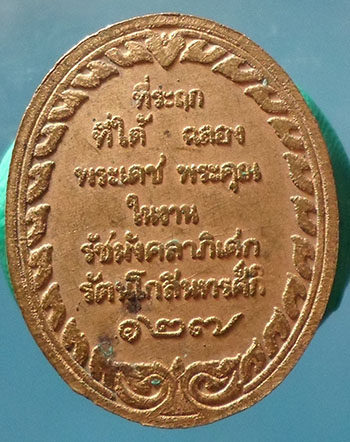 ที่ระฤก
ที่ได้ ฉลอง
พระเดช พระคุณ
ในงาน
รัชมังคลาภิเศก
รัตนโกสินทรศก
๑๒๗